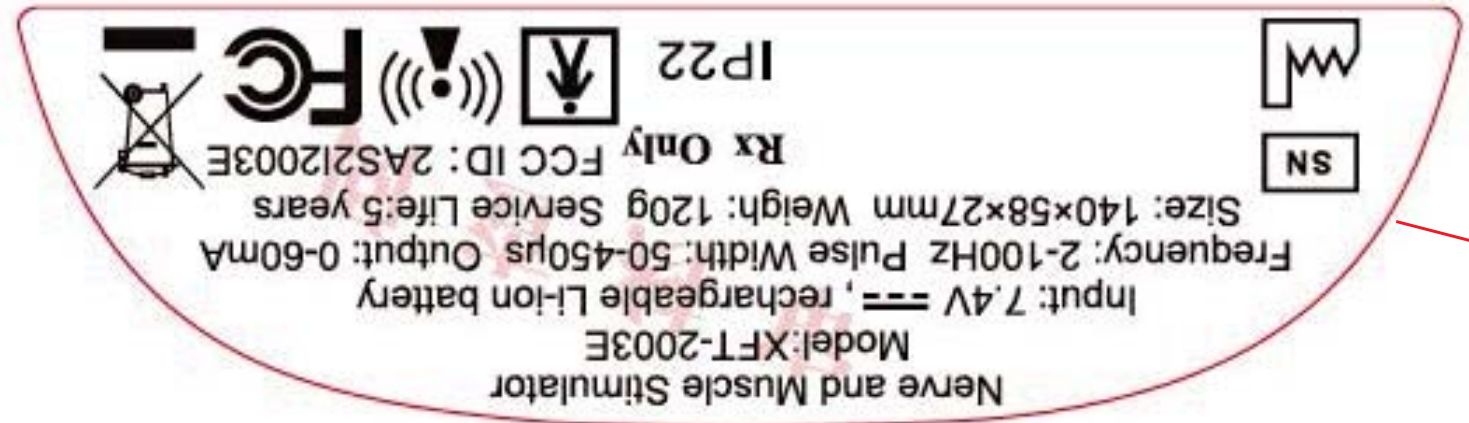 Nerve and Muscle Stimulator
Model:XFT-2003E
Input: 7.4V , rechargeable Li-ion battery
Frequency: 2-100Hz Pulse Width: 50-450μs Output: 0-60mA
Size: 140×58×27mm Weigh: 120g Service Life:5 years
SN
Rx Only FCC ID: 2AS2I2003E
IP22
FC